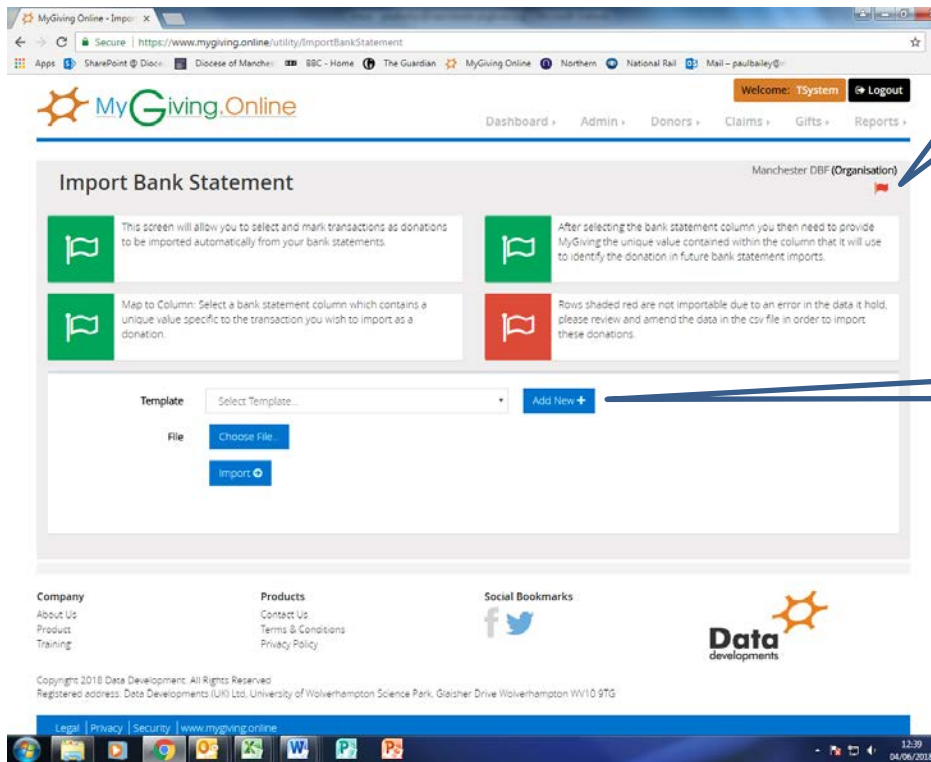 MyGiving Online - Impor
Secure | https://www.mygiving.online/utility/ImportBankStatement
Apps SharePoint @ Dioce Diocese of Manches BBC - Home The Guardian MyGiving Online Northern National Rail Mail – paulbailey@
Welcome: TSystem Logout
MyGiving.Online
Dashboard Admin Donors Claims Gifts Reports
Manchester DBF (Organisation)
Import Bank Statement
This screen will allow you to select and mark transactions as donations
to be imported automatically from your bank statements.
After selecting the bank statement column you then need to provide
MyGiving the unique value contained within the column that it will use
to identify the donation in future bank statement imports.
Map to Column: Select a bank statement column which contains a
unique value specific to the transaction you wish to import as a
donation.
Rows shaded red are not importable due to an error in the data it hold,
please review and amend the data in the csv file in order to import
these donations.
Template Select Template... Add New
File Choose File..
Import
Company Products Social Bookmarks
About Us Contact Us
Product Terms & Conditions
Training Privacy Policy
Data
developments
Copyright 2018 Data Development. All Rights Reserved
Registered address: Data Developments (UK) Ltd, University of Wolverhampton Science Park, Glaisher Drive Wolverhampton WV10 9TG
Legal | Privacy | Security | www.mygiving.online
12:39
04/06/2018